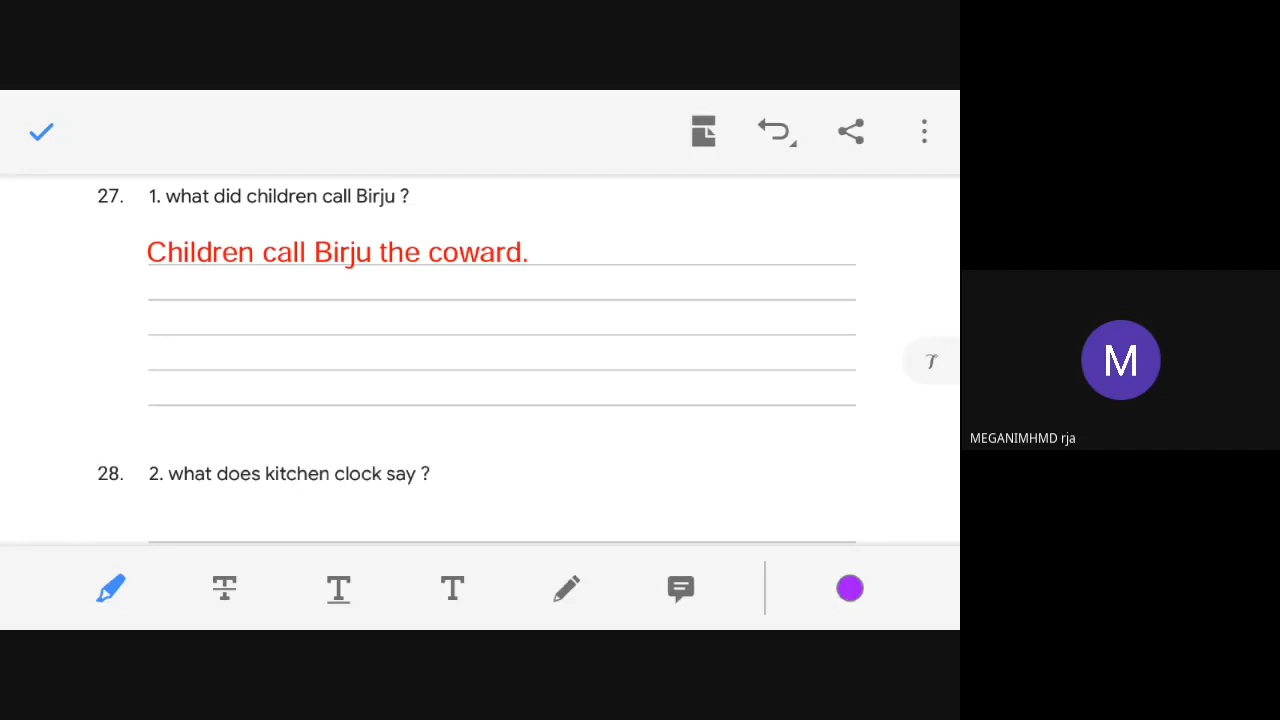 27. 1. what did children call Birju ?
Children call Birju the coward.
28. 2. what does kitchen clock say ?
T
T
T
T
M
MEGANIMHMD rja